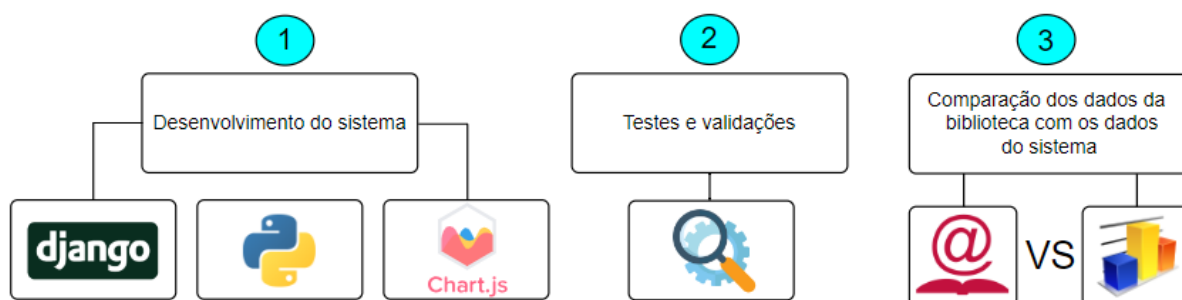 1
2
3
Desenvolvimento do sistema
Testes e validações
Comparação dos dados da
biblioteca com os dados
do sistema
django
Chart.js
@
VS